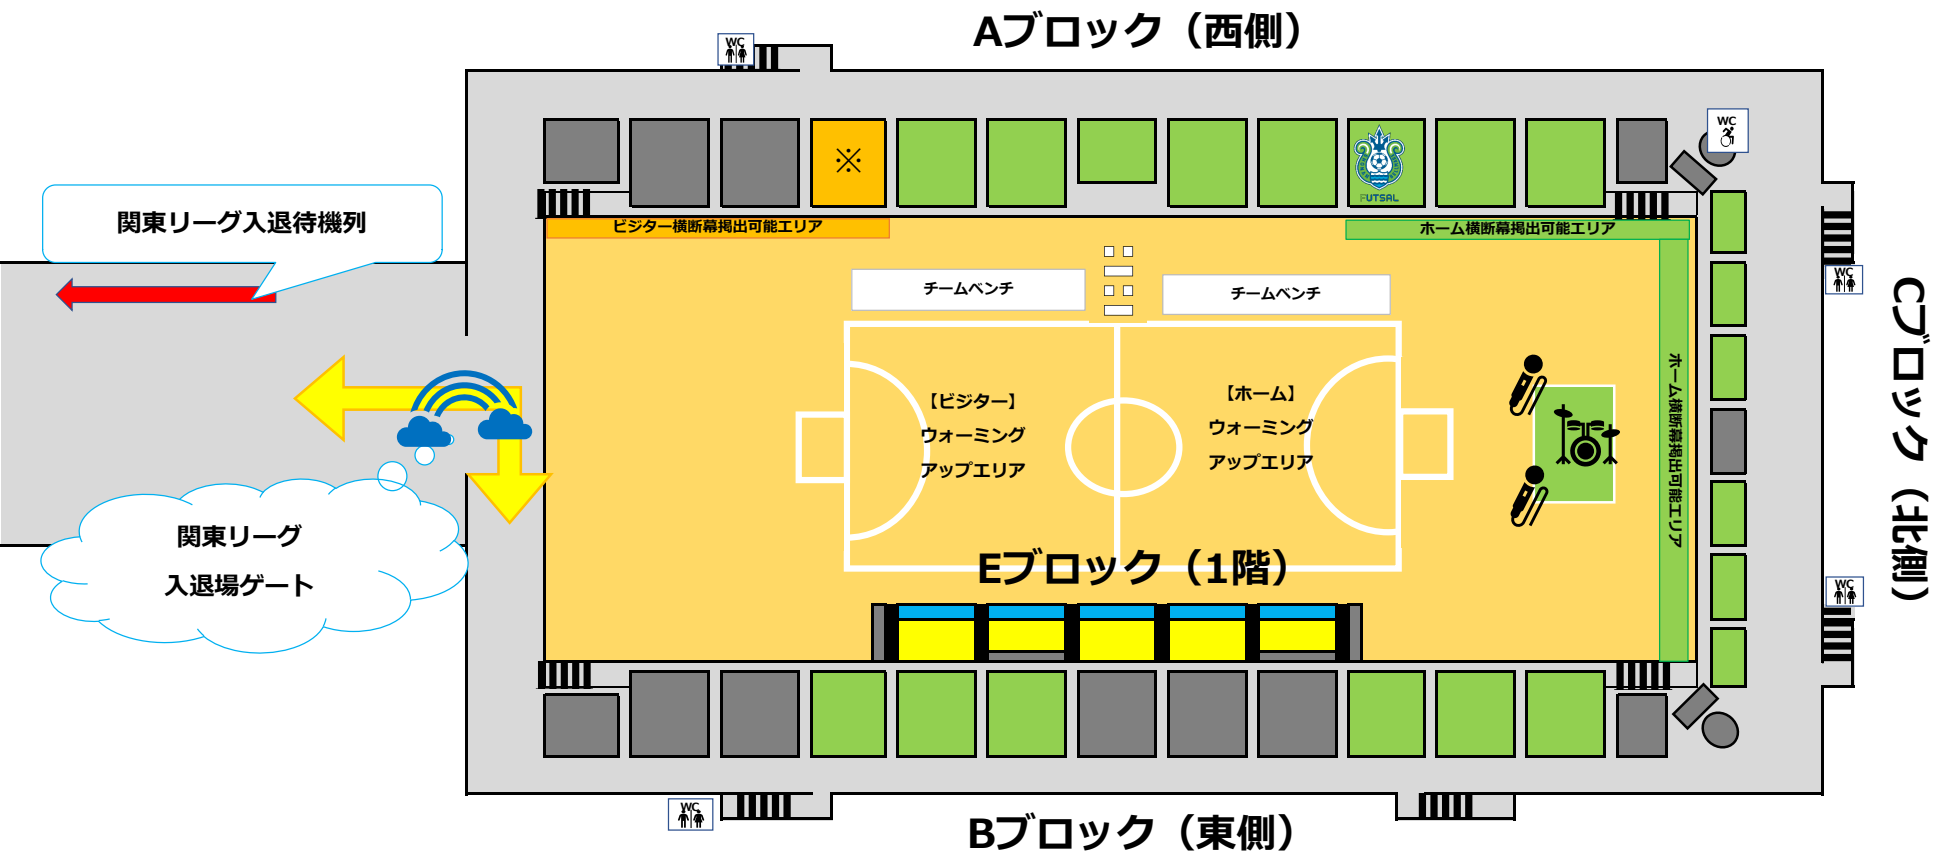 Aブロック（西側）
WC
WC
※
FUTSAL
関東リーグ入退待機列
ビジター横断幕掲出可能エリア
ホーム横断幕掲出可能エリア
チームベンチ
チームベンチ
WC
Cブロック（北側）
ホーム横断幕掲出可能エリア
【ビジター】
ウォーミング
アップエリア
【ホーム】
ウォーミング
アップエリア
関東リーグ
入退場ゲート
Eブロック（1階）
WC
WC
Bブロック（東側）